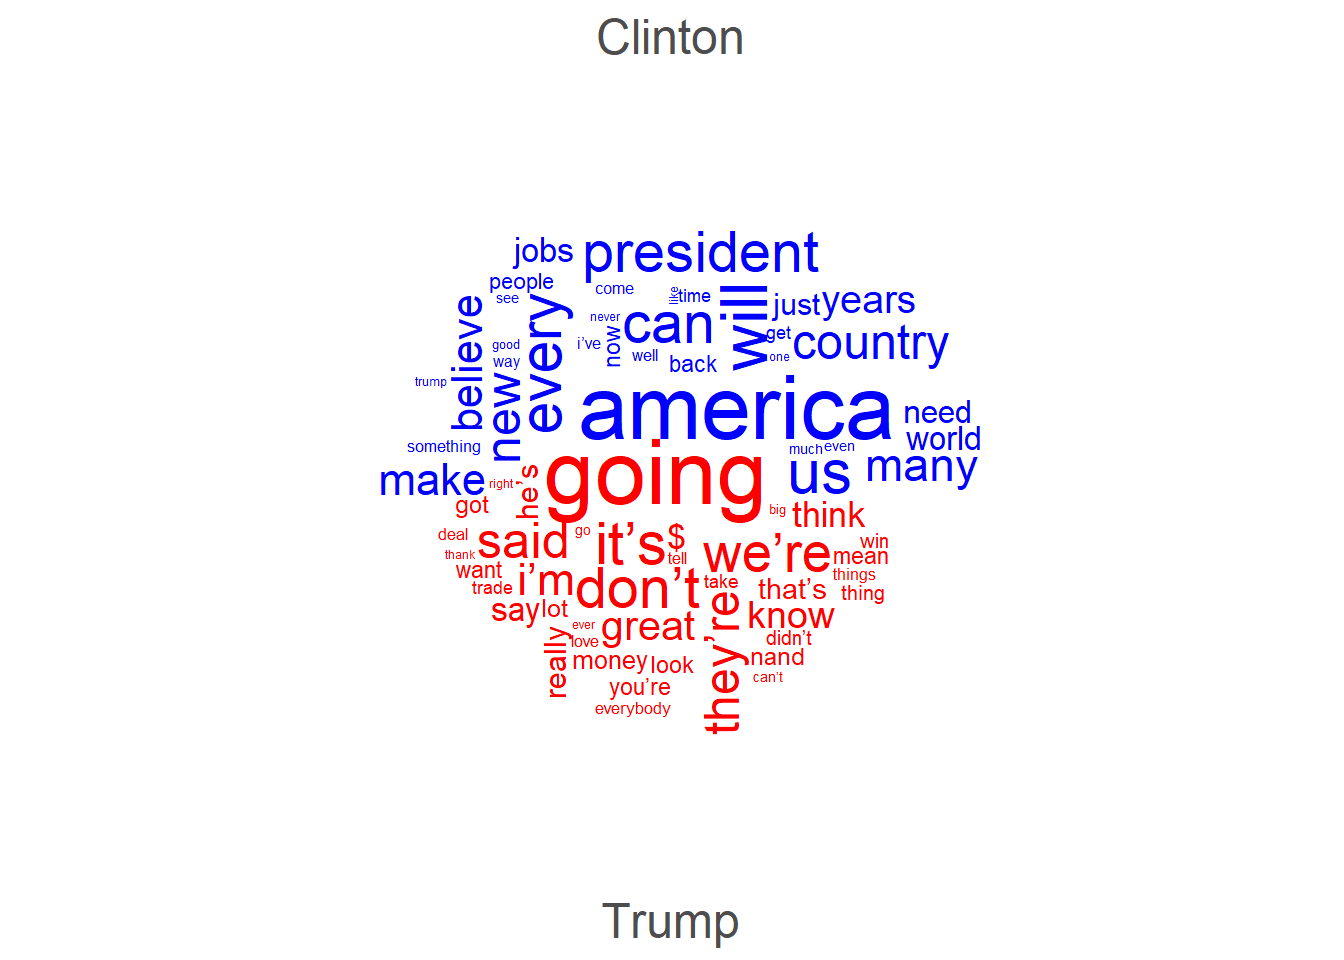 Clinton
jobs president
people come like time
see never can will just years
believe every i've now get country
good well back one
way
trump new america need
something much even world
make going us many
right he's
got big think
deal said go it's $ we're win
thank tell mean
want i'm don't take that's things
trade thing
say lot great they're know
ever didn't
really love
money look nand
you're can't
everybody
Trump